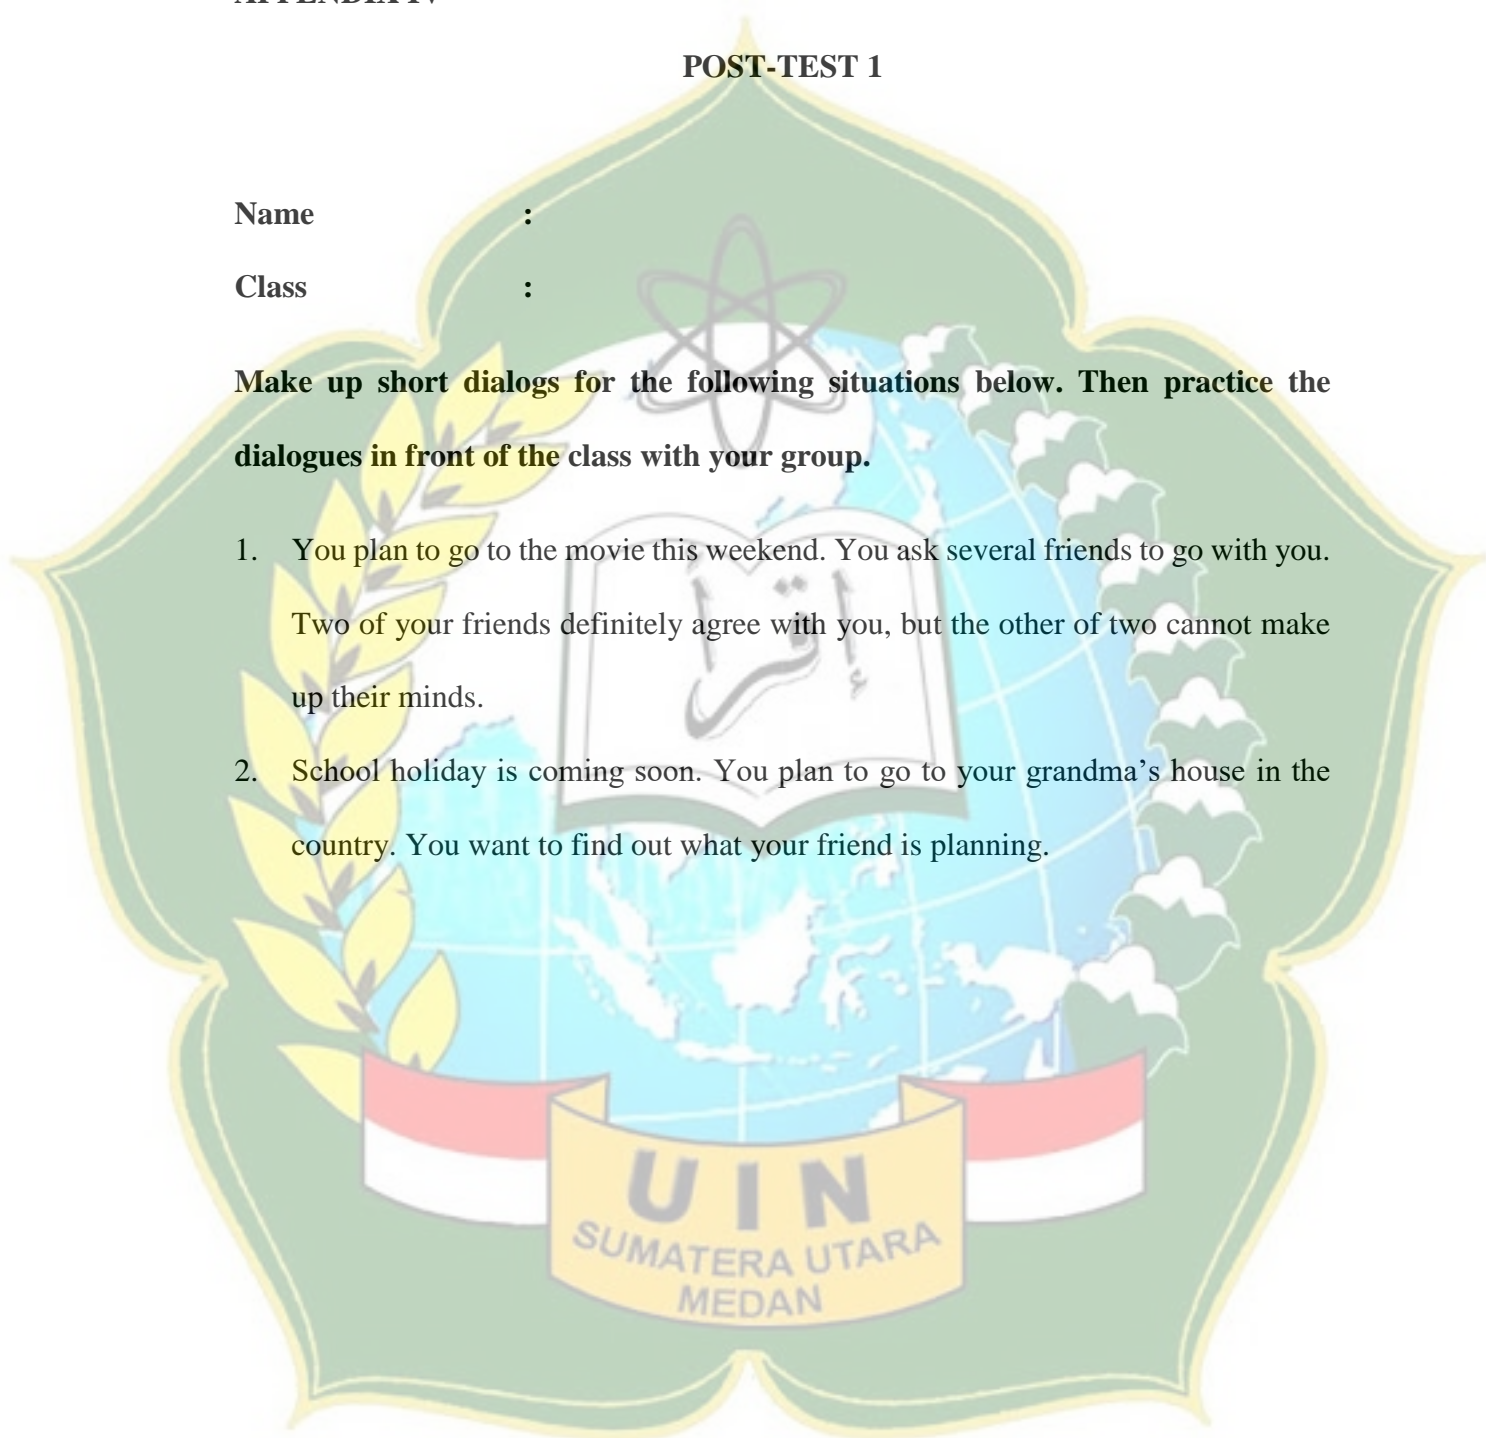 APPENDIX IV
POST-TEST 1
Name :
Class :
Make up short dialogs for the following situations below. Then practice the
dialogues in front of the class with your group.
1. You plan to go to the movie this weekend. You ask several friends to go with you.
Two of your friends definitely agree with you, but the other of two cannot make
up their minds.
2. School holiday is coming soon. You plan to go to your grandma’s house in the
country. You want to find out what your friend is planning.
إقرأ
UIN
SUMATERA UTARA
MEDAN